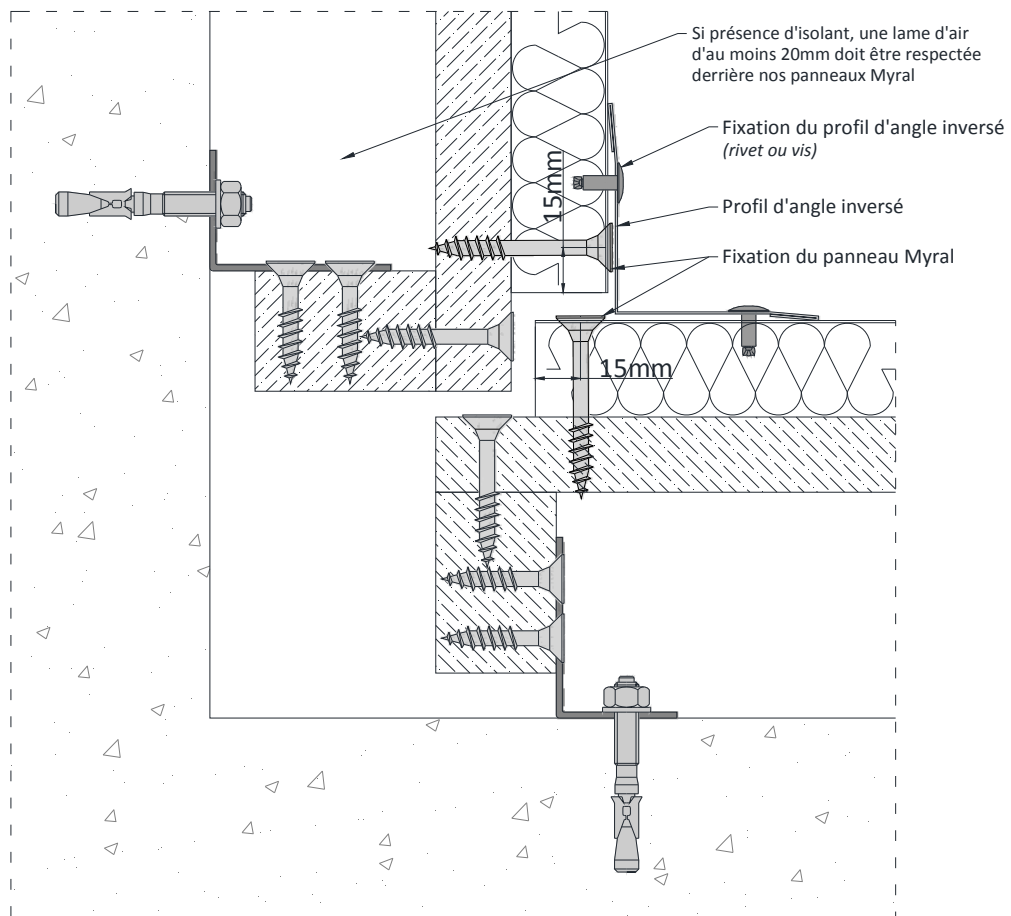 Si présence d'isolant, une lame d'air
d'au moins 20mm doit être respectée
derrière nos panneaux Myral
Fixation du profil d'angle inversé
(rivet ou vis)
15mm
Profil d'angle inversé
Fixation du panneau Myral
15mm